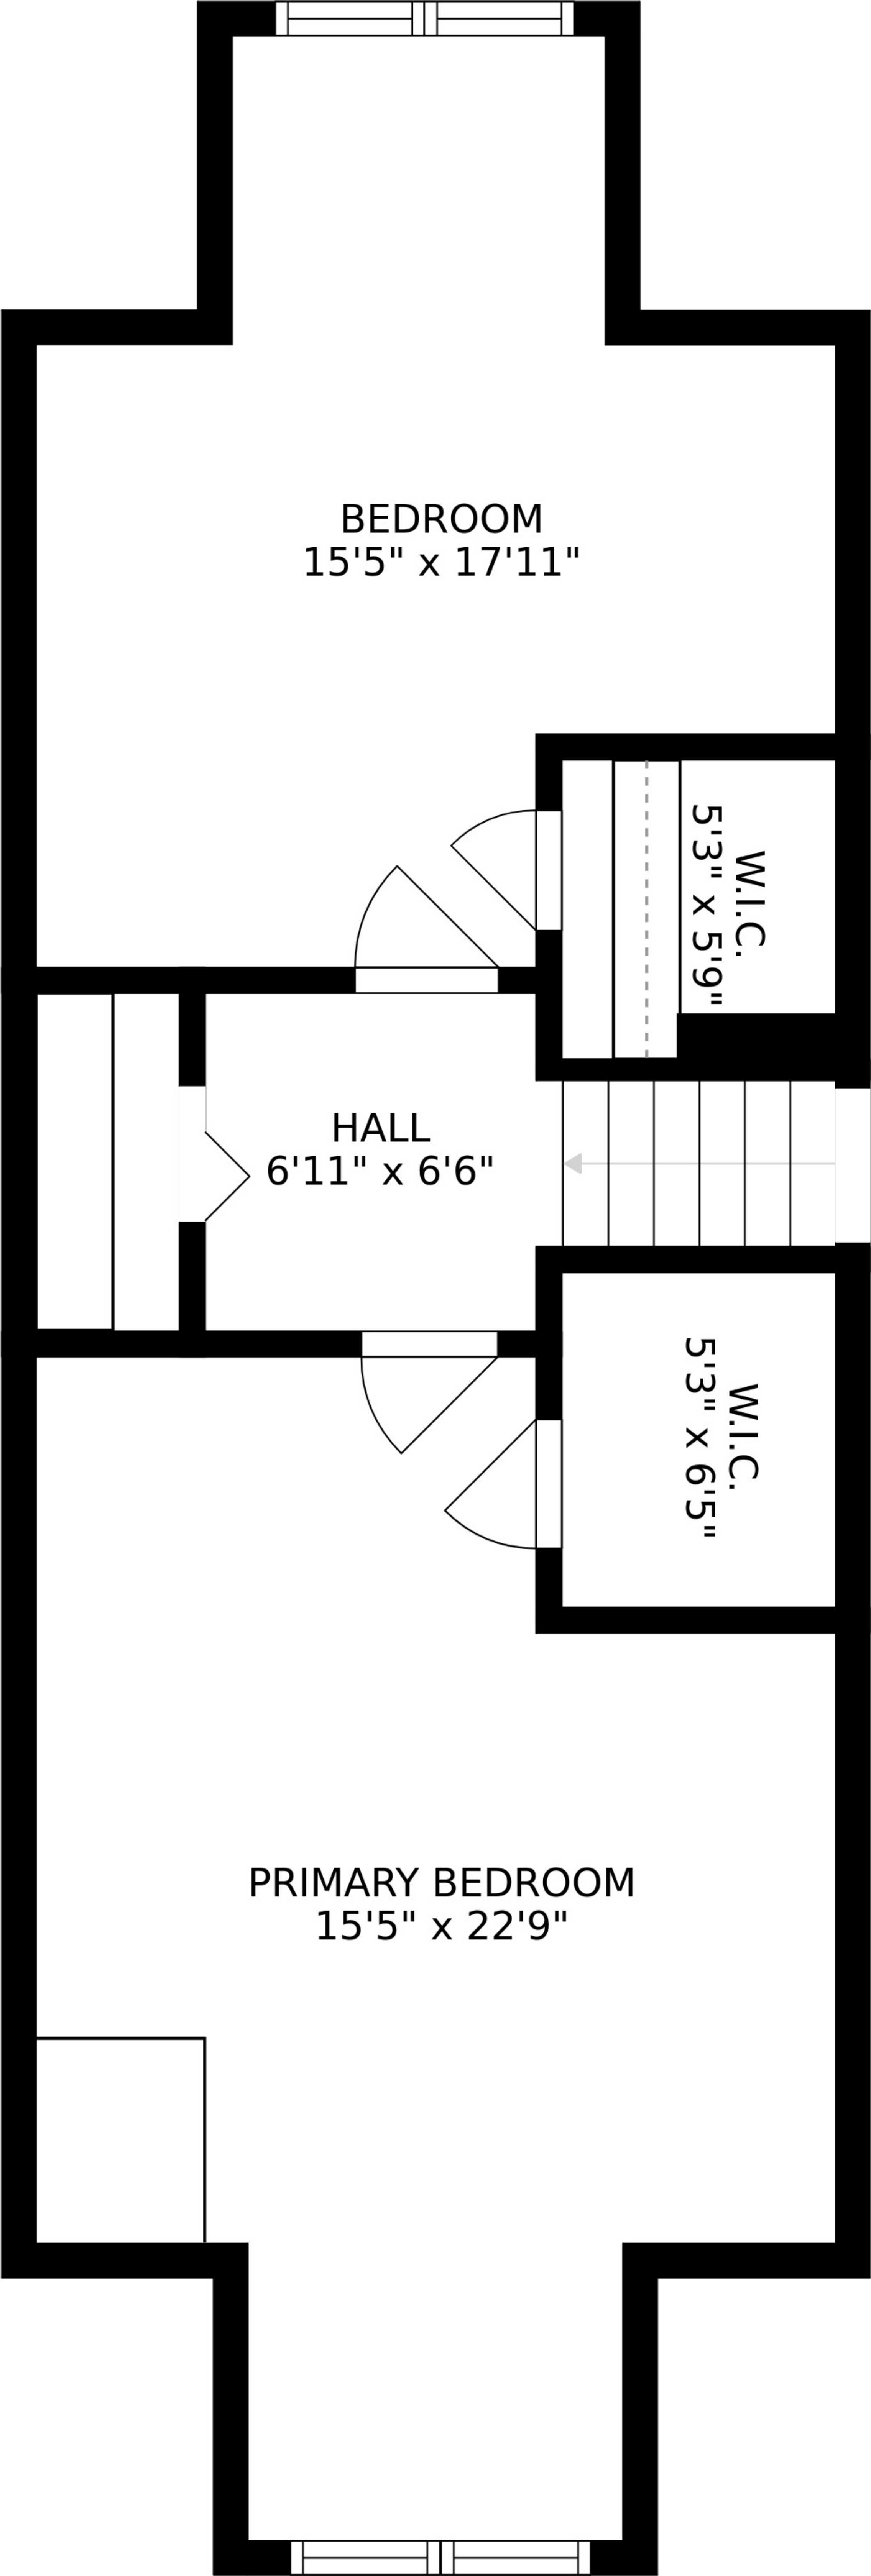 BEDROOM
15'5" x 17'11"
W.I.C.
5'3" x 5'9"
HALL
6'11" x 6'6"
W.I.C.
5'3" x 6'5"
PRIMARY BEDROOM
15'5" x 22'9"